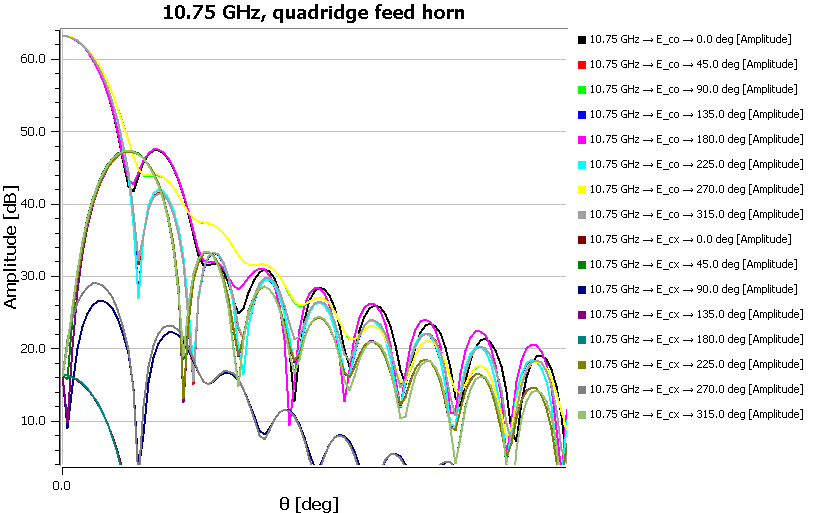 10.75 GHz, quadridge feed horn
Amplitude [dB]
60.0
50.0
40.0
30.0
20.0
10.0
0.0
θ [deg]
10.75 GHz → E_co → 0.0 deg [Amplitude]
10.75 GHz → E_co → 45.0 deg [Amplitude]
10.75 GHz → E_co → 90.0 deg [Amplitude]
10.75 GHz → E_co → 135.0 deg [Amplitude]
10.75 GHz → E_co → 180.0 deg [Amplitude]
10.75 GHz → E_co → 225.0 deg [Amplitude]
10.75 GHz → E_co → 270.0 deg [Amplitude]
10.75 GHz → E_co → 315.0 deg [Amplitude]
10.75 GHz → E_cx → 0.0 deg [Amplitude]
10.75 GHz → E_cx → 45.0 deg [Amplitude]
10.75 GHz → E_cx → 90.0 deg [Amplitude]
10.75 GHz → E_cx → 135.0 deg [Amplitude]
10.75 GHz → E_cx → 180.0 deg [Amplitude]
10.75 GHz → E_cx → 225.0 deg [Amplitude]
10.75 GHz → E_cx → 270.0 deg [Amplitude]
10.75 GHz → E_cx → 315.0 deg [Amplitude]